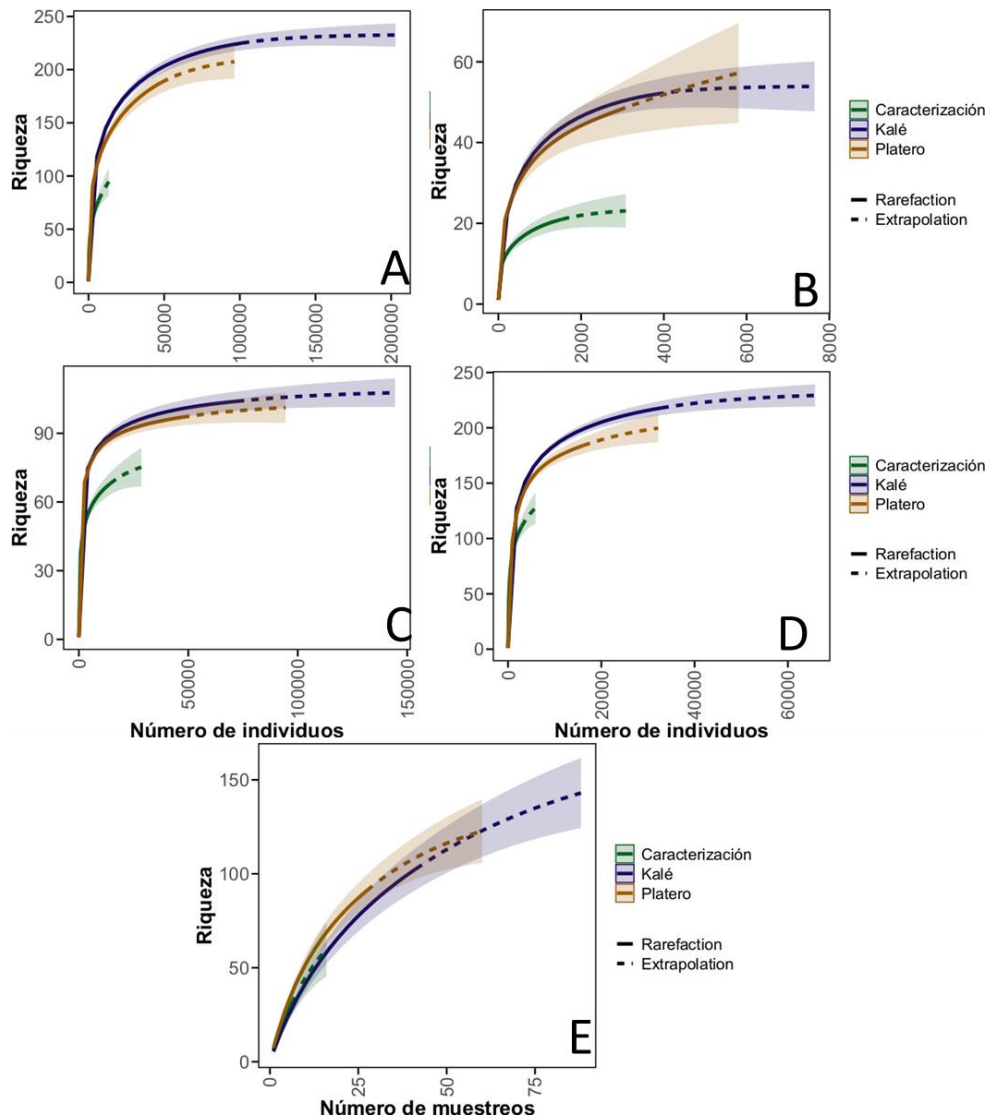 250
200
150
100
50
0
Riqueza
0
50000
100000
150000
200000
A
60
40
20
0
Riqueza
0
2000
4000
6000
8000
B
Caracterización
Kalé
Platero
Rarefaction
Extrapolation
90
60
30
0
Riqueza
0
50000
100000
150000
Número de individuos
C
250
200
150
100
50
0
Riqueza
0
20000
40000
60000
Número de individuos
D
Caracterización
Kalé
Platero
Rarefaction
Extrapolation
150
100
50
0
Riqueza
0
25
50
75
Número de muestreos
E
Caracterización
Kalé
Platero
Rarefaction
Extrapolation